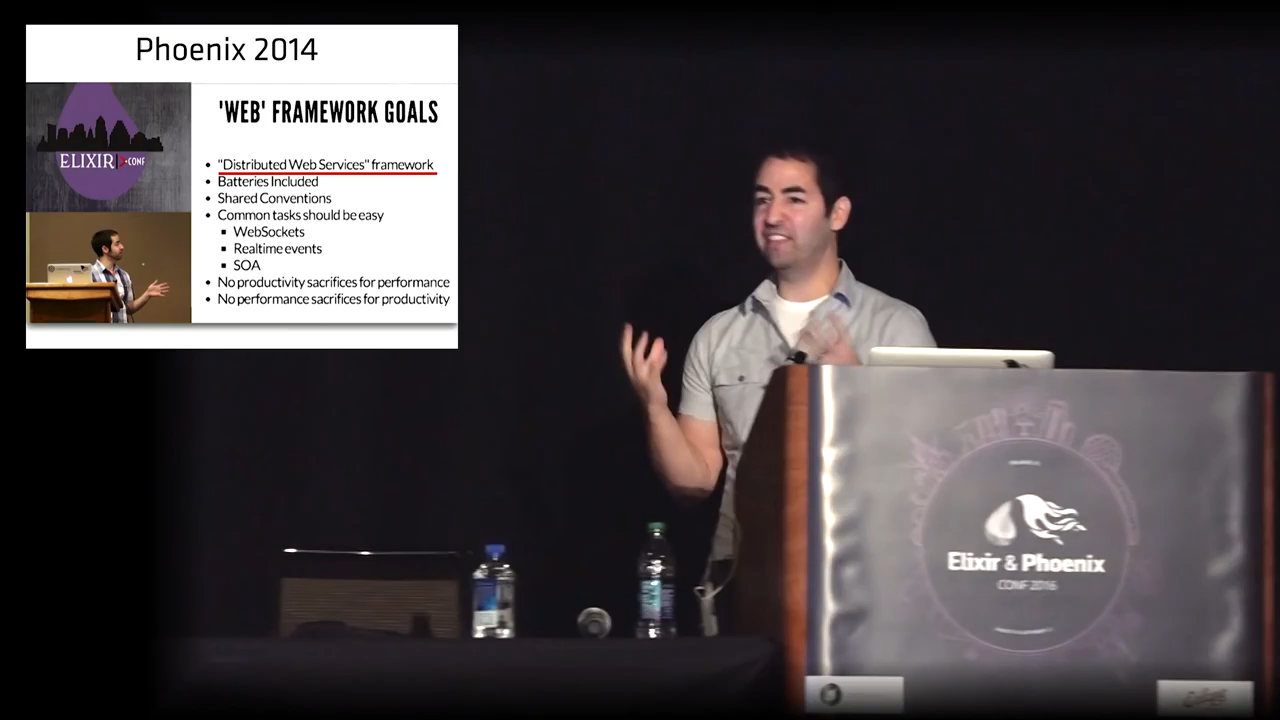 Phoenix 2014
'WEB' FRAMEWORK GOALS
ELIXIR CONF
• "Distributed Web Services" framework
• Batteries Included
• Shared Conventions
• Common tasks should be easy
▪ WebSockets
▪ Realtime events
▪ SOA
• No productivity sacrifices for performance
• No performance sacrifices for productivity
Elixir & Phoenix
CONF 2016